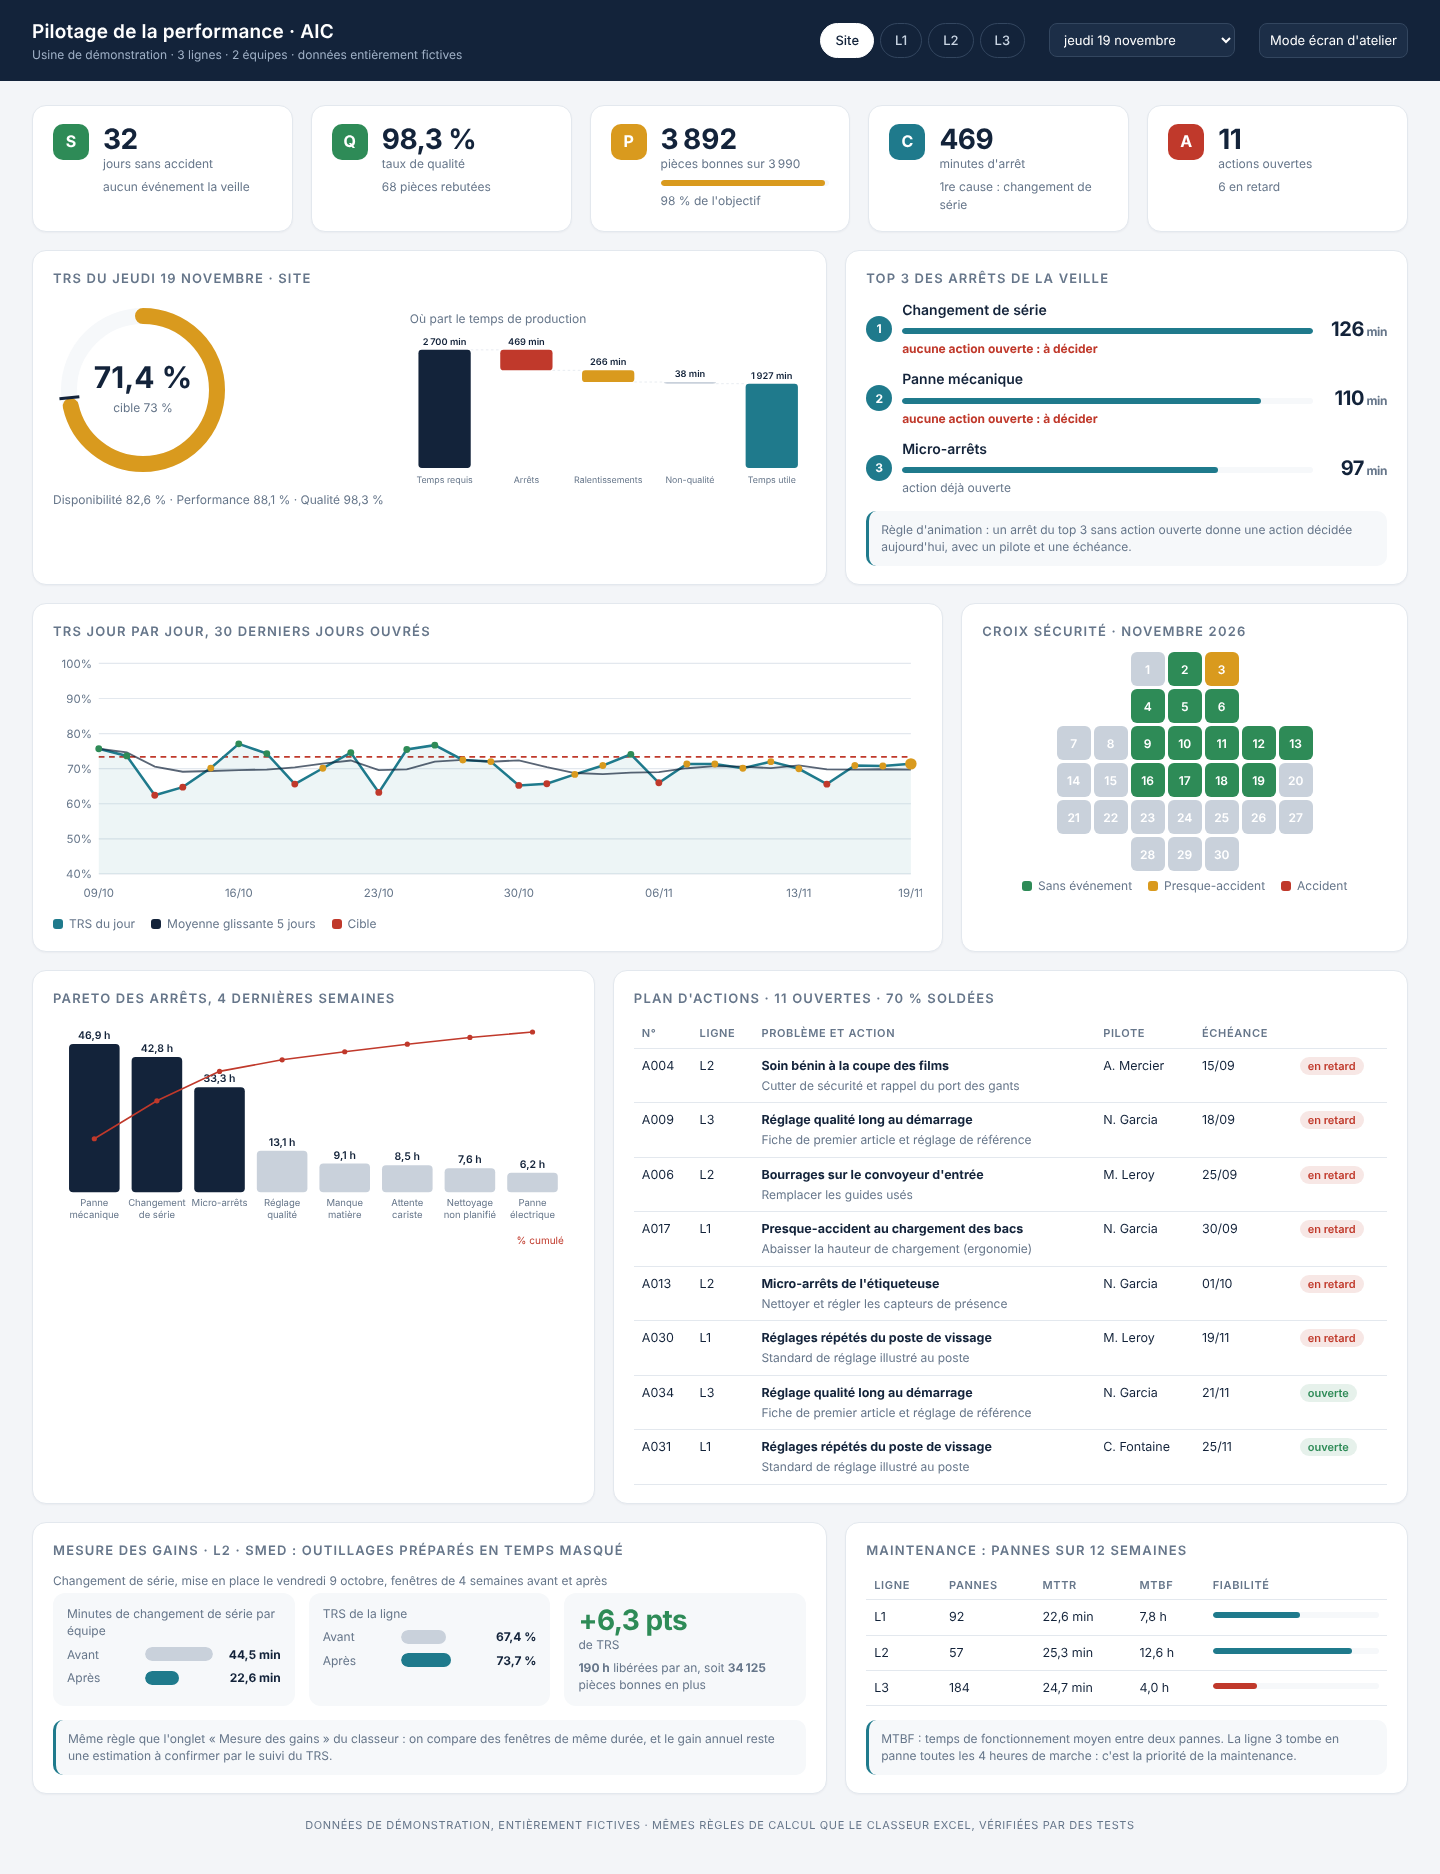 Pilotage de la performance · AIC
Usine de démonstration · 3 lignes · 2 équipes · données entièrement fictives
Site
L1
L2
L3
jeudi 19 novembre
Mode écran d'atelier
S
32
jours sans accident
aucun événement la veille
Q
98,3 %
taux de qualité
68 pièces rebutées
P
3 892
pièces bonnes sur 3 990
98 % de l'objectif
C
469
minutes d'arrêt
1re cause : changement de
série
A
11
actions ouvertes
6 en retard
TRS DU JEUDI 19 NOVEMBRE · SITE
71,4 %
cible 73 %
Disponibilité 82,6 % · Performance 88,1 % · Qualité 98,3 %
Où part le temps de production
2 700 min
469 min
266 min
38 min
1 927 min
Temps requis
Arrêts
Ralentissements
Non-qualité
Temps utile
TOP 3 DES ARRÊTS DE LA VEILLE
1
Changement de série
126 min
aucune action ouverte : à décider
2
Panne mécanique
110 min
aucune action ouverte : à décider
3
Micro-arrêts
97 min
action déjà ouverte
Règle d'animation : un arrêt du top 3 sans action ouverte donne une action décidée
aujourd'hui, avec un pilote et une échéance.
TRS JOUR PAR JOUR, 30 DERNIERS JOURS OUVRÉS
100%
90%
80%
70%
60%
50%
40%
09/10
16/10
23/10
30/10
06/11
13/11
19/11
TRS du jour
Moyenne glissante 5 jours
Cible
CROIX SÉCURITÉ · NOVEMBRE 2026
1 2 3
4 5 6
7 8 9 10 11 12 13
14 15 16 17 18 19 20
21 22 23 24 25 26 27
28 29 30
Sans événement
Presque-accident
Accident
PARETO DES ARRÊTS, 4 DERNIÈRES SEMAINES
46,9 h
42,8 h
33,3 h
13,1 h
9,1 h
8,5 h
7,6 h
6,2 h
Panne
mécanique
Changement
de série
Micro-arrêts
Réglage
qualité
Manque
matière
Attente
cariste
Nettoyage
non planifié
Panne
électrique
% cumulé
PLAN D'ACTIONS · 11 OUVERTES · 70 % SOLDÉES
N° LIGNE PROBLÈME ET ACTION PILOTE ÉCHÉANCE
A004 L2 Soin bénin à la coupe des films A. Mercier 15/09 en retard
Cutter de sécurité et rappel du port des gants
A009 L3 Réglage qualité long au démarrage N. Garcia 18/09 en retard
Fiche de premier article et réglage de référence
A006 L2 Bourrages sur le convoyeur d'entrée M. Leroy 25/09 en retard
Remplacer les guides usés
A017 L1 Presque-accident au chargement des bacs N. Garcia 30/09 en retard
Abaisser la hauteur de chargement (ergonomie)
A013 L2 Micro-arrêts de l'étiqueteuse N. Garcia 01/10 en retard
Nettoyer et régler les capteurs de présence
A030 L1 Réglages répétés du poste de vissage M. Leroy 19/11 en retard
Standard de réglage illustré au poste
A034 L3 Réglage qualité long au démarrage N. Garcia 21/11 ouverte
Fiche de premier article et réglage de référence
A031 L1 Réglages répétés du poste de vissage C. Fontaine 25/11 ouverte
Standard de réglage illustré au poste
MESURE DES GAINS · L2 · SMED : OUTILLAGES PRÉPARÉS EN TEMPS MASQUÉ
Changement de série, mise en place le vendredi 9 octobre, fenêtres de 4 semaines avant et après
Minutes de changement de série par
équipe
Avant 44,5 min
Après 22,6 min
TRS de la ligne
Avant 67,4 %
Après 73,7 %
+6,3 pts
de TRS
190 h libérées par an, soit 34 125
pièces bonnes en plus
Même règle que l'onglet « Mesure des gains » du classeur : on compare des fenêtres de même durée, et le gain annuel reste
une estimation à confirmer par le suivi du TRS.
MAINTENANCE : PANNES SUR 12 SEMAINES
LIGNE PANNES MTTR MTBF FIABILITÉ
L1 92 22,6 min 7,8 h
L2 57 25,3 min 12,6 h
L3 184 24,7 min 4,0 h
MTBF : temps de fonctionnement moyen entre deux pannes. La ligne 3 tombe en
panne toutes les 4 heures de marche : c'est la priorité de la maintenance.
DONNÉES DE DÉMONSTRATION, ENTIÈREMENT FICTIVES · MÊMES RÈGLES DE CALCUL QUE LE CLASSEUR EXCEL, VÉRIFIÉES PAR DES TESTS